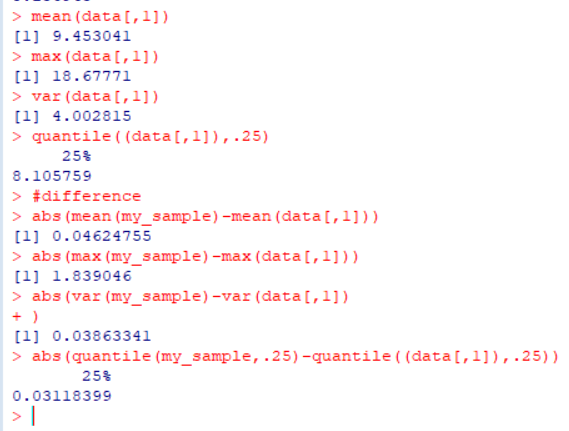 > mean(data[,1])
[1] 9.453041
> max(data[,1])
[1] 18.67771
> var(data[,1])
[1] 4.002815
> quantile((data[,1]),.25)
25%
8.105759
> #difference
> abs(mean(my_sample)-mean(data[,1]))
[1] 0.04624755
> abs(max(my_sample)-max(data[,1]))
[1] 1.839046
> abs(var(my_sample)-var(data[,1])
+ )
[1] 0.03863341
> abs(quantile(my_sample,.25)-quantile((data[,1]),.25))
25%
0.03118399
>